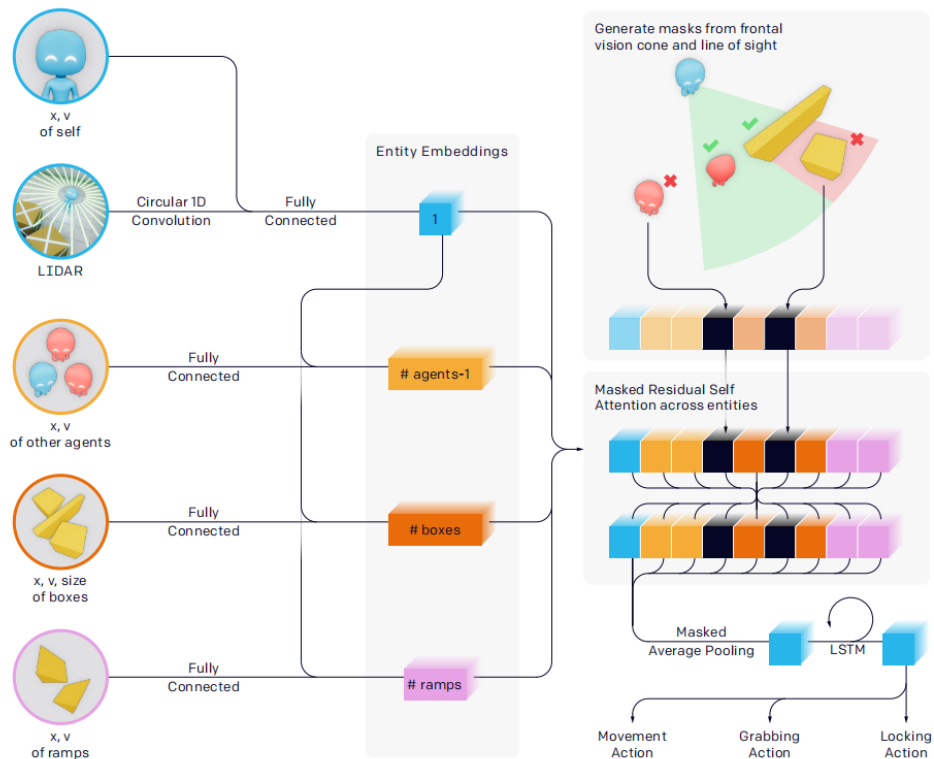 x, v
of self
LIDAR
Circular 1D
Convolution
Fully
Connected
x, v
of other agents
Fully
Connected
x, v, size
of boxes
Fully
Connected
x, v
of ramps
Fully
Connected
Entity Embeddings
1
# agents-1
# boxes
# ramps
Generate masks from frontal
vision cone and line of sight
Masked Residual Self
Attention across entities
Masked
Average Pooling
LSTM
Movement
Action
Grabbing
Action
Locking
Action